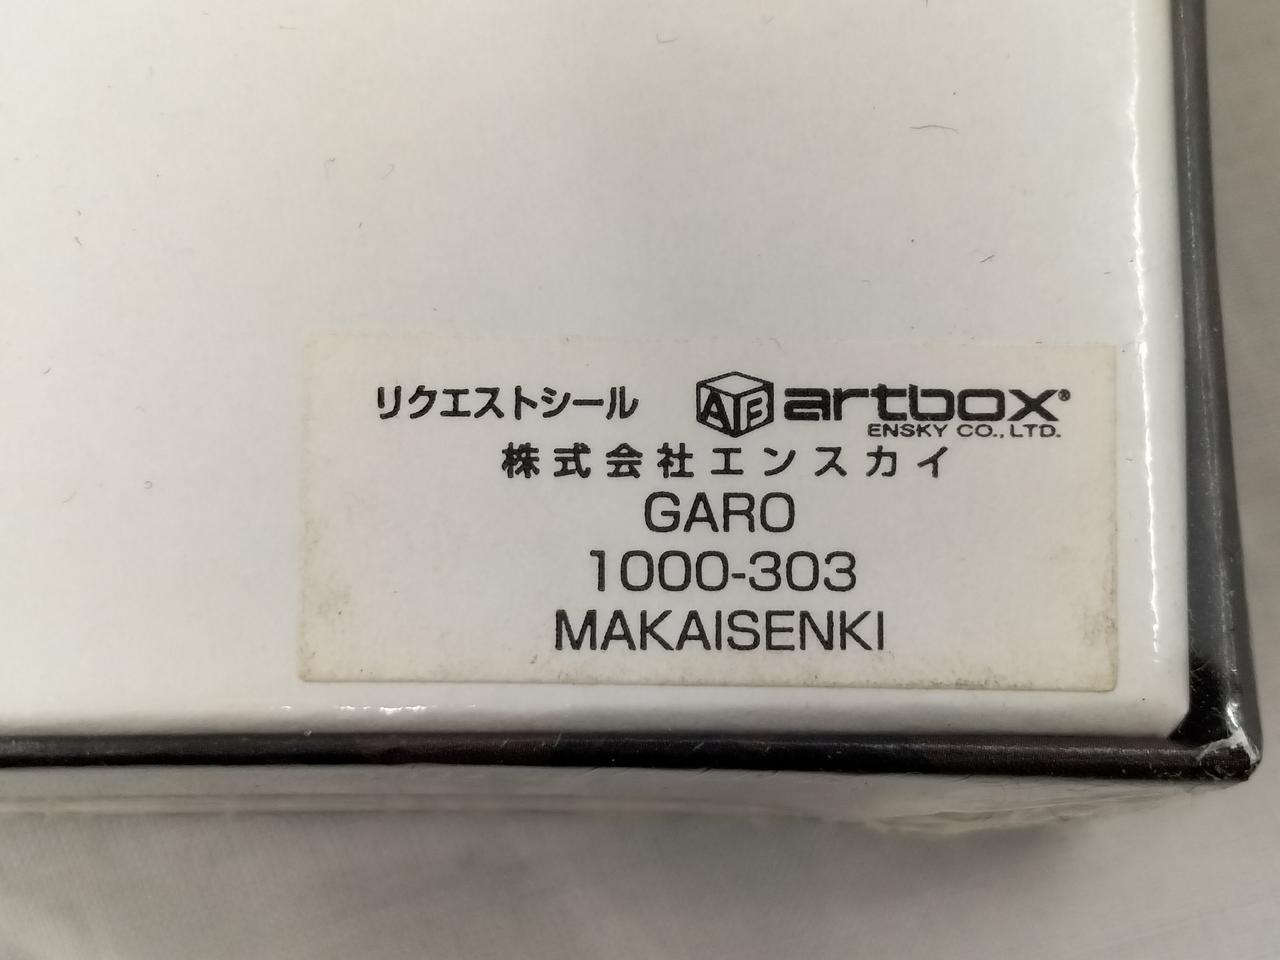 リクエストシール ATB artbox®
ENSKY CO.,LTD.
株式会社エンスカイ
GARO
1000-303
MAKAISENKI